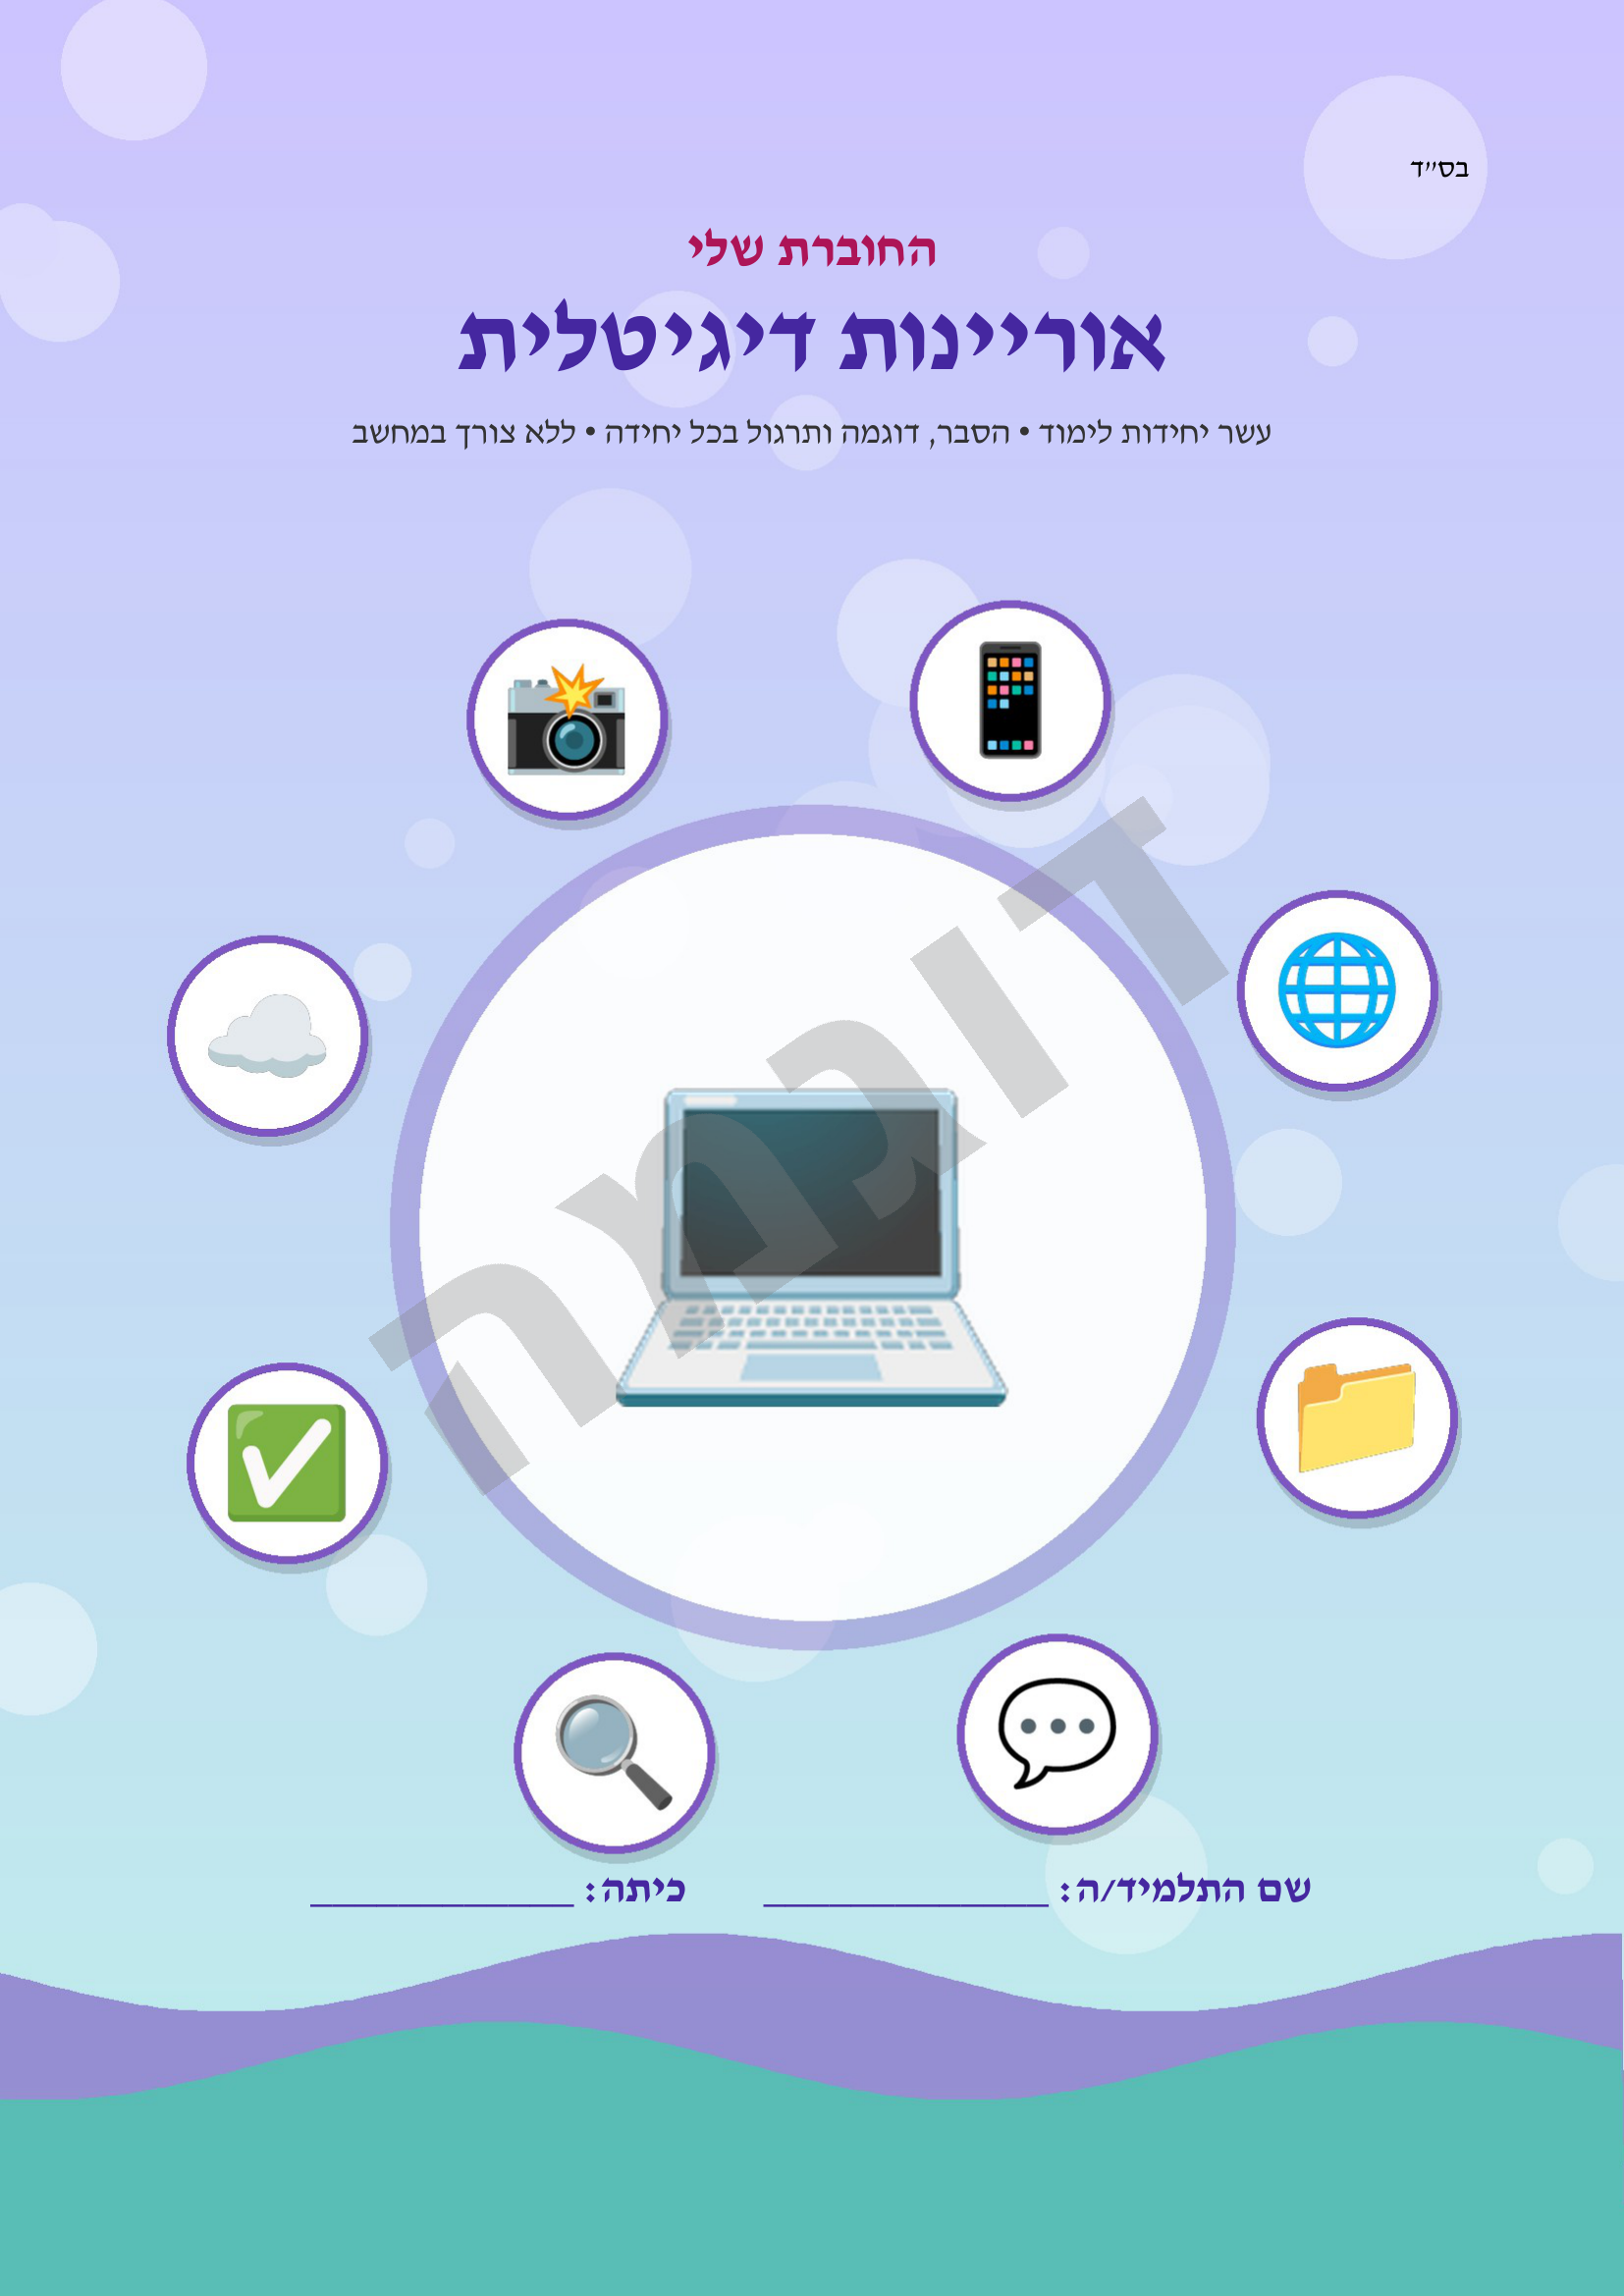 בס״ד
החוברת שלי
אוריינות דיגיטלית
עשר יחידות לימוד • הסבר, דוגמה ותרגול בכל יחידה • ללא צורך במחשב
דוגמה
שם התלמיד/ה: _____________ כיתה: ____________